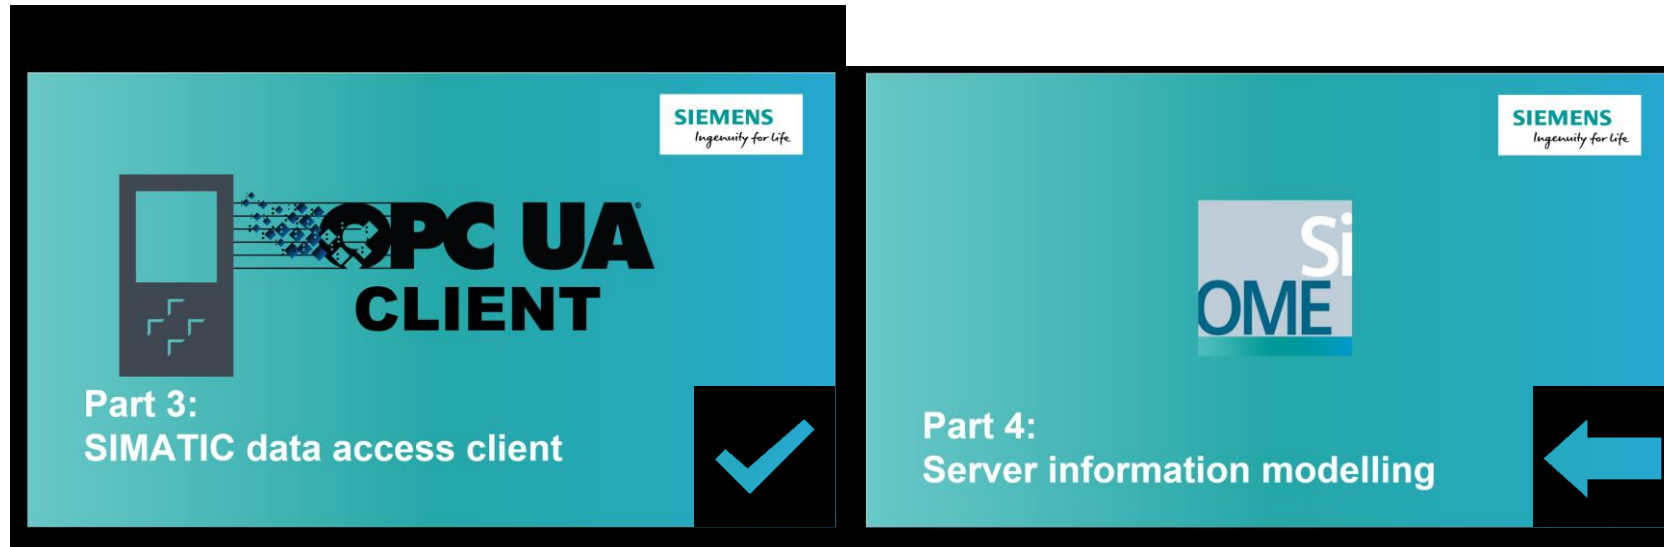 SIEMENS
Ingenuity for life
OPC UA
CLIENT
Part 3:
SIMATIC data access client
SIEMENS
Ingenuity for life
Si
OME
Part 4:
Server information modelling